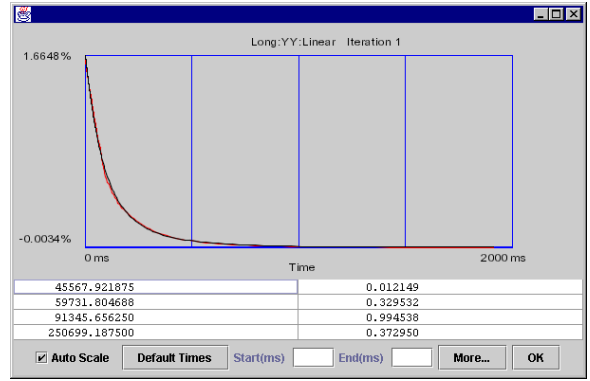 Long:YY:Linear Iteration 1
1.6648%
-0.0034%
0 ms
2000 ms
Time
45567.921875 0.012149
59731.804688 0.329532
91345.656250 0.994538
250699.187500 0.372950
Auto Scale Default Times Start(ms) End(ms) More... OK